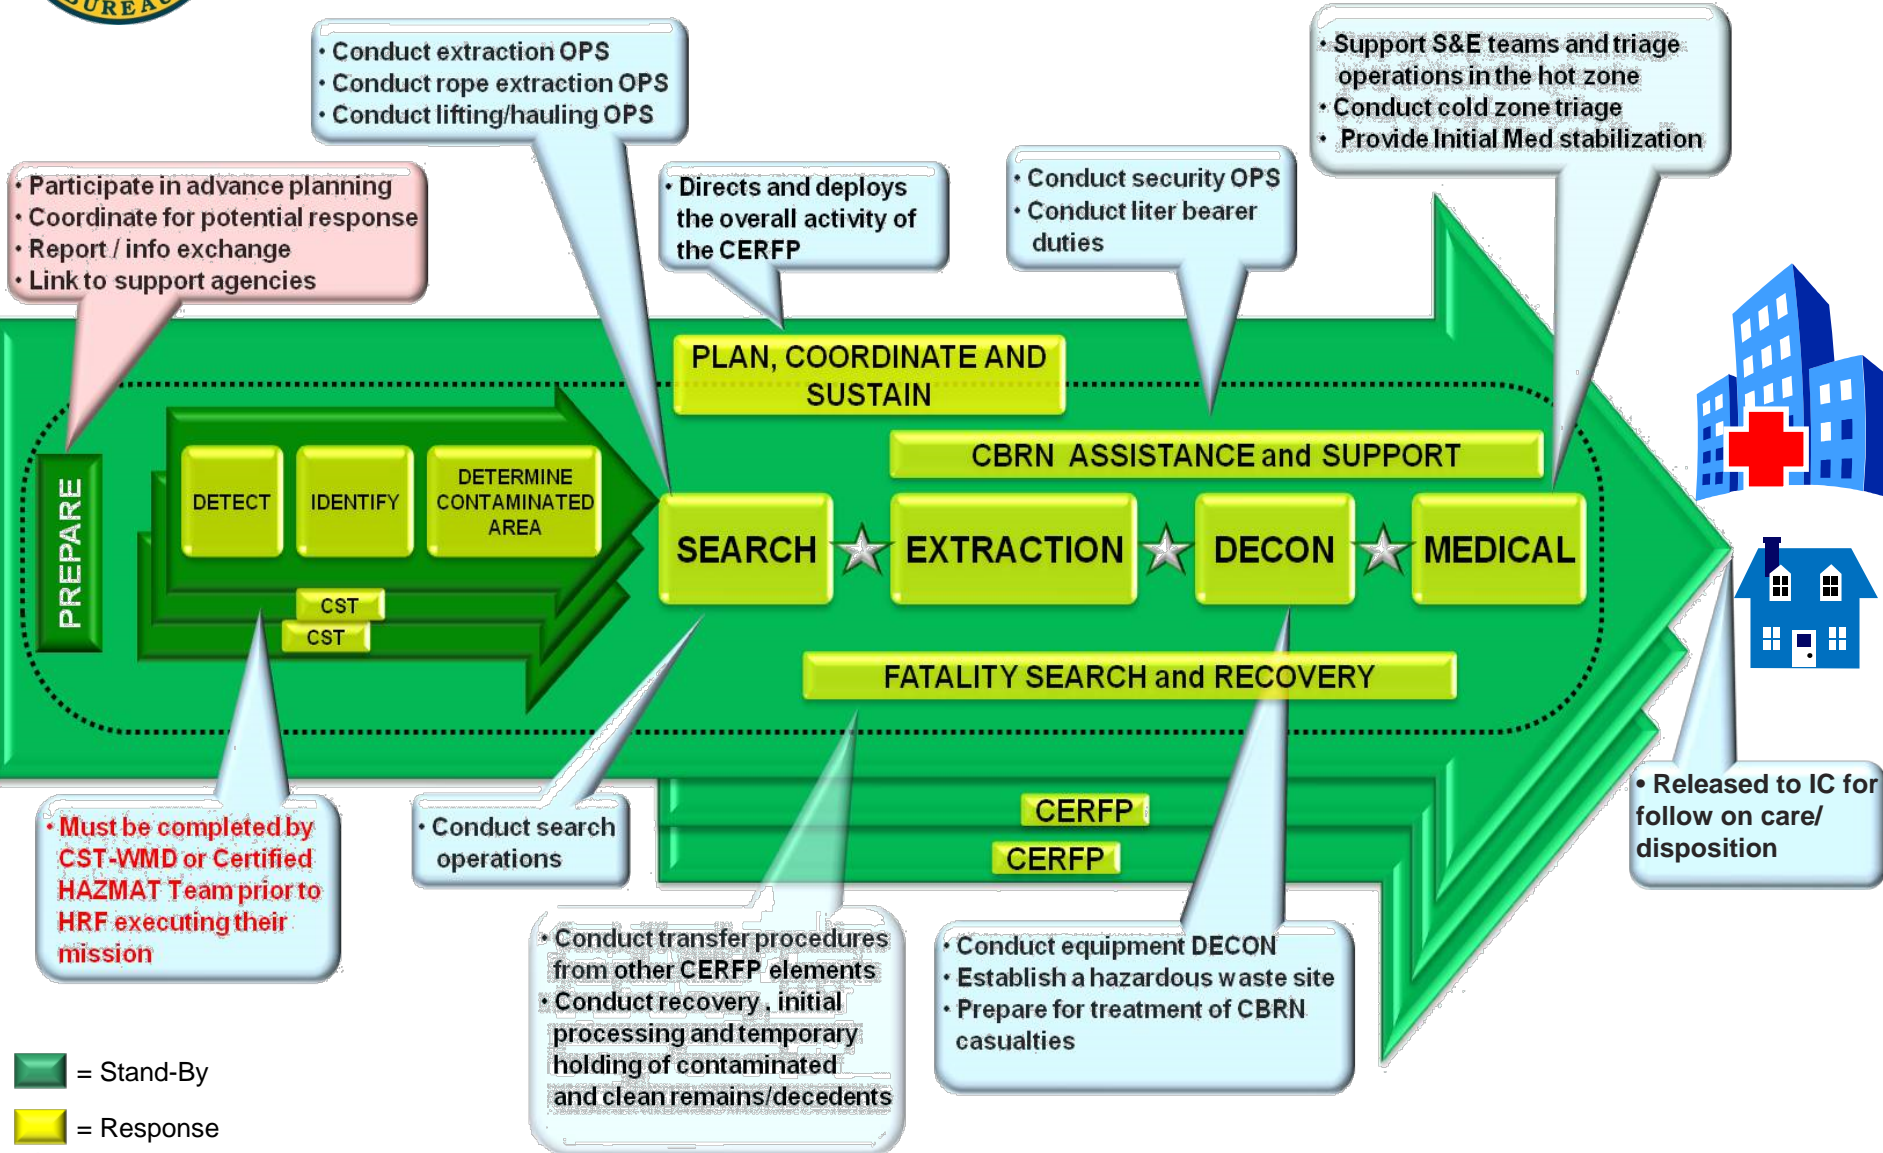 BUREAU
• Conduct extraction OPS
• Conduct rope extraction OPS
• Conduct lifting/hauling OPS
• Support S&E teams and triage
operations in the hot zone
• Conduct cold zone triage
• Provide Initial Med stabilization
• Participate in advance planning
• Coordinate for potential response
• Report / info exchange
• Link to support agencies
• Directs and deploys
the overall activity of
the CERFP
• Conduct security OPS
• Conduct liter bearer
duties
PLAN, COORDINATE AND
SUSTAIN
CBRN ASSISTANCE and SUPPORT
PREPARE
DETECT
IDENTIFY
DETERMINE
CONTAMINATED
AREA
SEARCH
EXTRACTION
DECON
MEDICAL
CST
CST
FATALITY SEARCH and RECOVERY
CERFP
CERFP
• Must be completed by
CST-WMD or Certified
HAZMAT Team prior to
HRF executing their
mission
• Conduct search
operations
• Conduct transfer procedures
from other CERFP elements
• Conduct recovery , initial
processing and temporary
holding of contaminated
and clean remains/decedents
• Conduct equipment DECON
• Establish a hazardous waste site
• Prepare for treatment of CBRN
casualties
• Released to IC for
follow on care/
disposition
= Stand-By
= Response